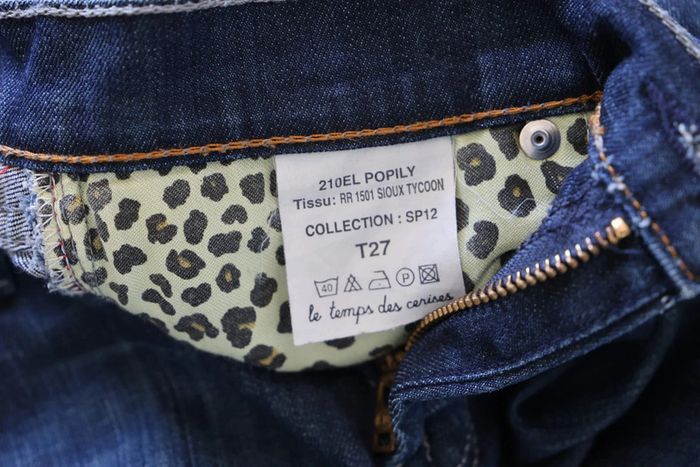 210EL POPILY
Tissu: RR 1501 SIOUX TYCOON
COLLECTION : SP12
T27
40 P
le temps des cerises